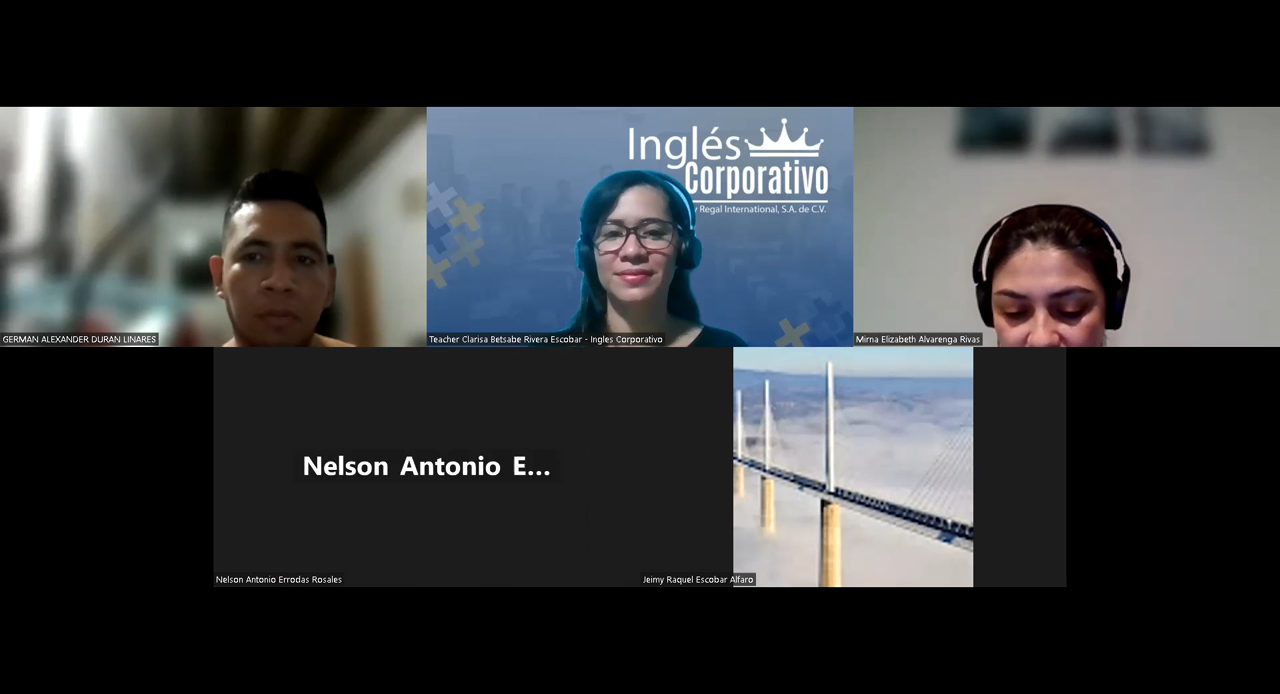 Inglés
Corporativo
y Regal International, S.A. de C.V.
GERMAN ALEXANDER DURAN LINARES
Teacher Clarisa Betsabe Rivera Escobar - Ingles Corporativo
Mirna Elizabeth Alvarenga Rivas
Nelson Antonio E...
Nelson Antonio Errodas Rosales
Jeimy Raquel Escobar Alfaro